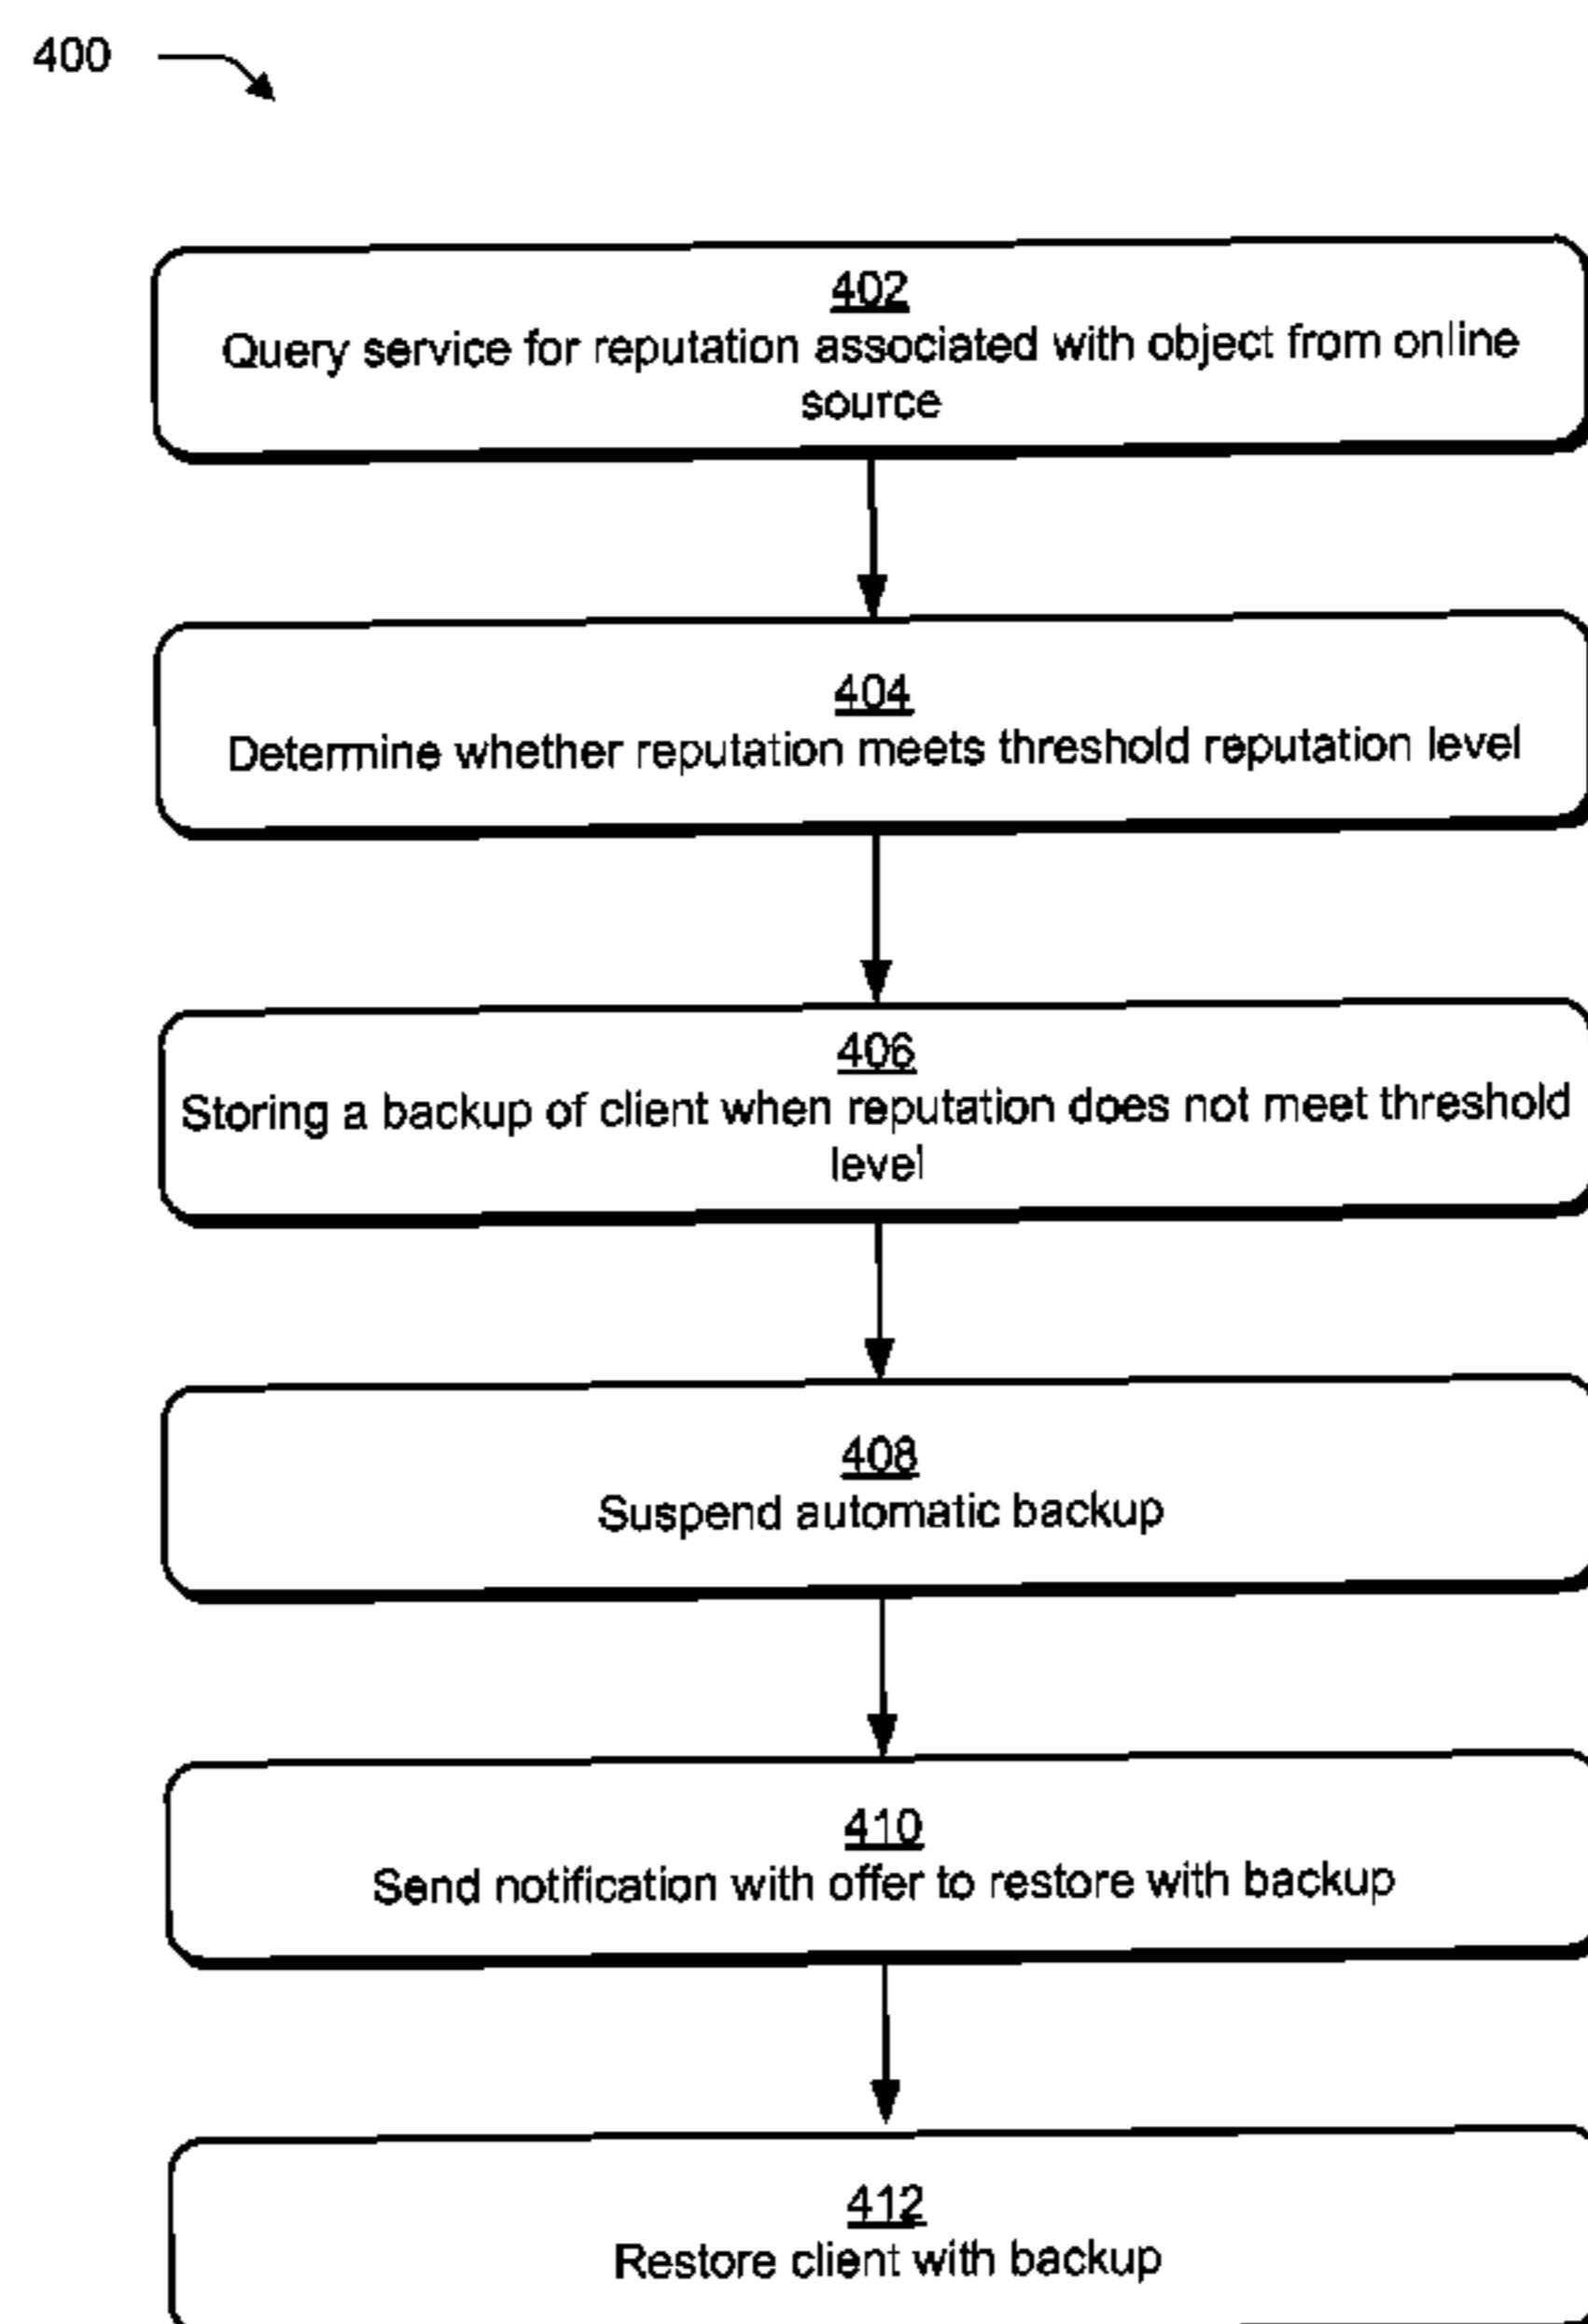 400
402
Query service for reputation associated with object from online
source
404
Determine whether reputation meets threshold reputation level
406
Storing a backup of client when reputation does not meet threshold
level
408
Suspend automatic backup
410
Send notification with offer to restore with backup
412
Restore client with backup